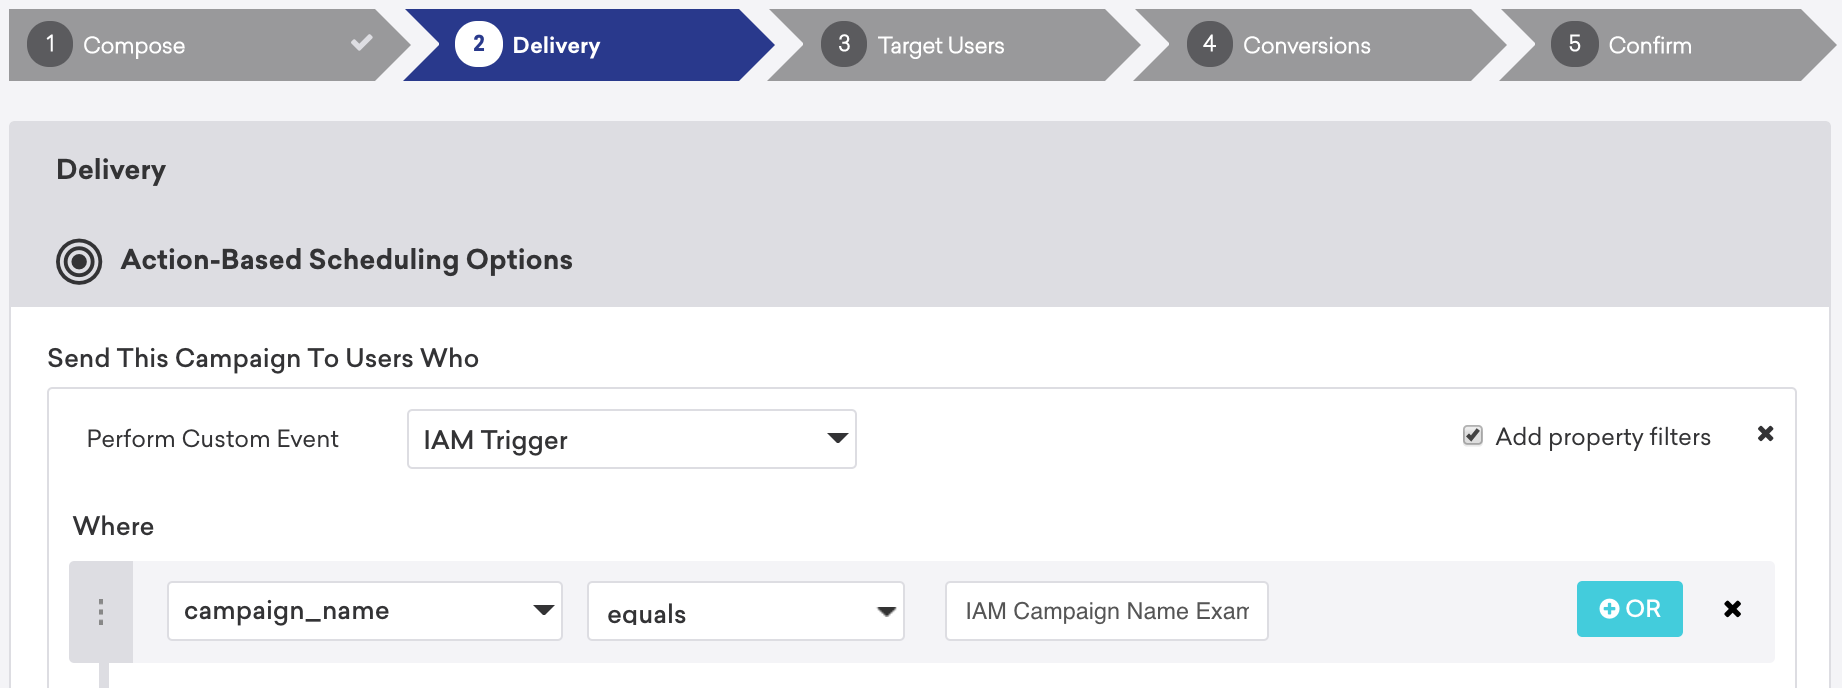 1 Compose
2 Delivery
3 Target Users
4 Conversions
5 Confirm
Delivery
Action-Based Scheduling Options
Send This Campaign To Users Who
Perform Custom Event IAM Trigger Add property filters
Where
campaign_name equals IAM Campaign Name Exam OR